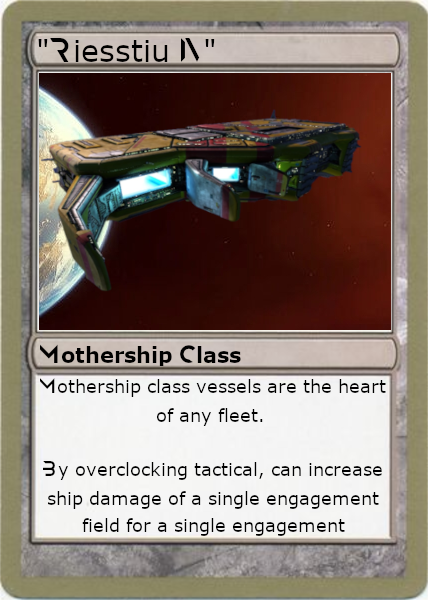 "Riesstiu IV"
Mothership Class
Mothership class vessels are the heart
of any fleet.
By overclocking tactical, can increase
ship damage of a single engagement
field for a single engagement